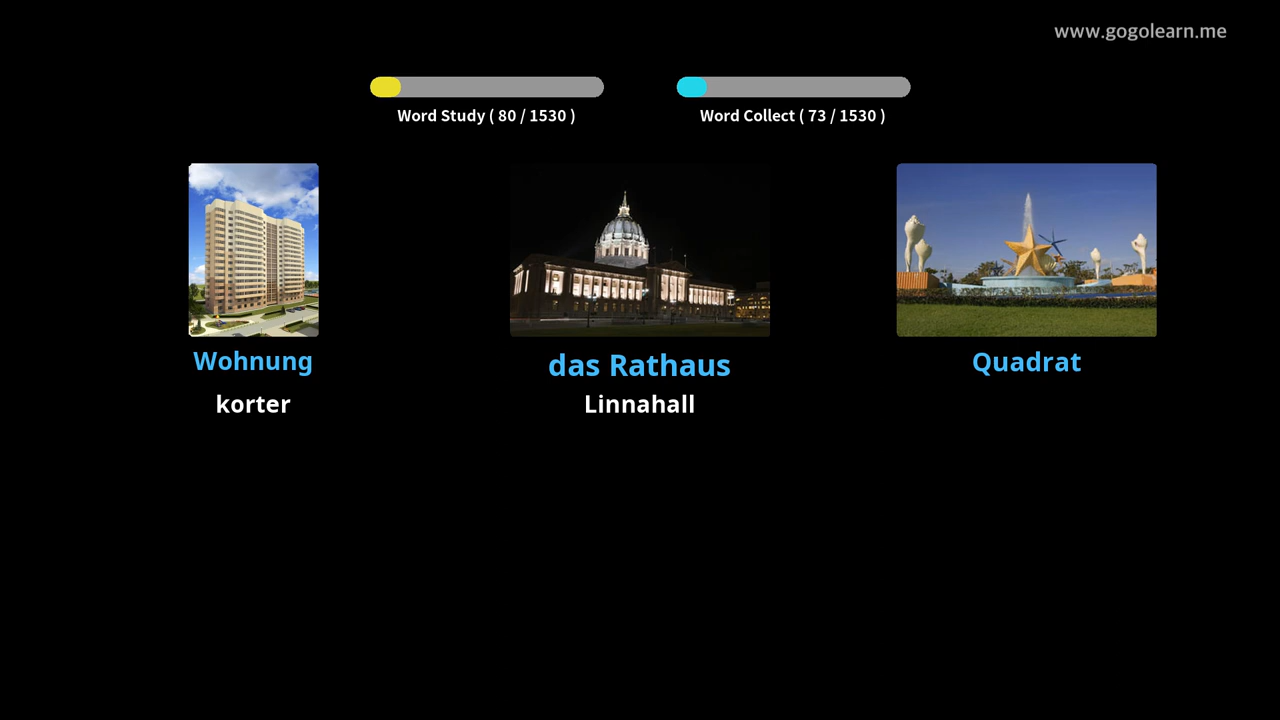 www.gogolearn.me
Word Study ( 80 / 1530 )
Word Collect ( 73 / 1530 )
Wohnung
das Rathaus
Quadrat
korter
Linnahall